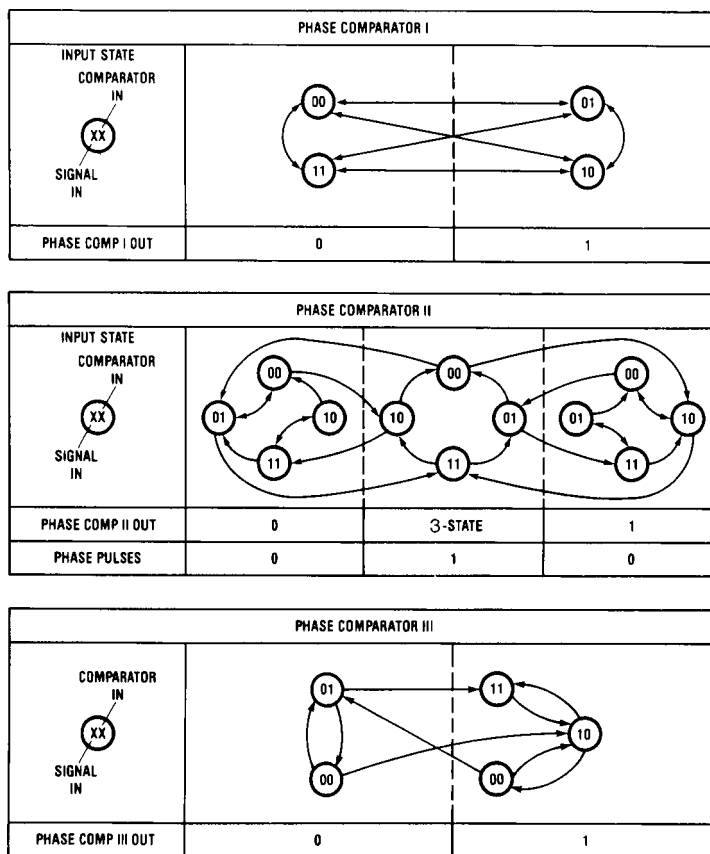 PHASE COMPARATOR I
INPUT STATE
COMPARATOR
IN
XX
SIGNAL
IN
00
01
11
10
PHASE COMP I OUT
0
1
PHASE COMPARATOR II
INPUT STATE
COMPARATOR
IN
XX
SIGNAL
IN
00
00
00
01
10
10
01
01
10
11
11
11
PHASE COMP II OUT
0
3-STATE
1
PHASE PULSES
0
1
0
PHASE COMPARATOR III
COMPARATOR
IN
XX
SIGNAL
IN
01
11
10
00
00
PHASE COMP III OUT
0
1